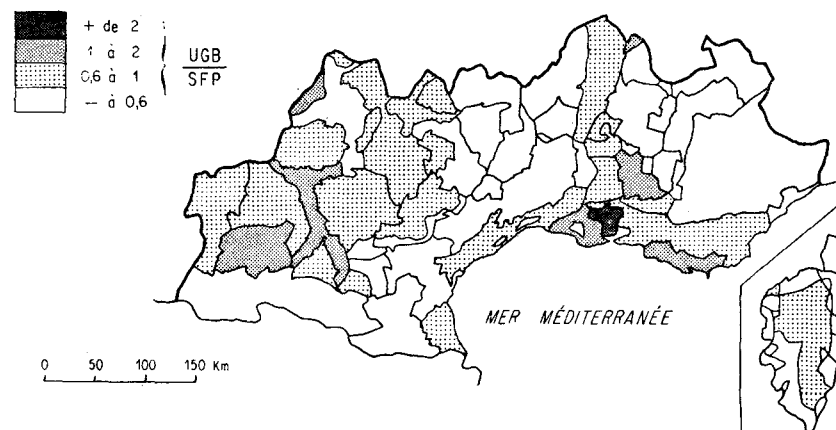 + de 2
1 à 2
0,6 à 1
— à 0,6
UGB
SFP
MER MÉDITERRANÉE
0 50 100 150 Km